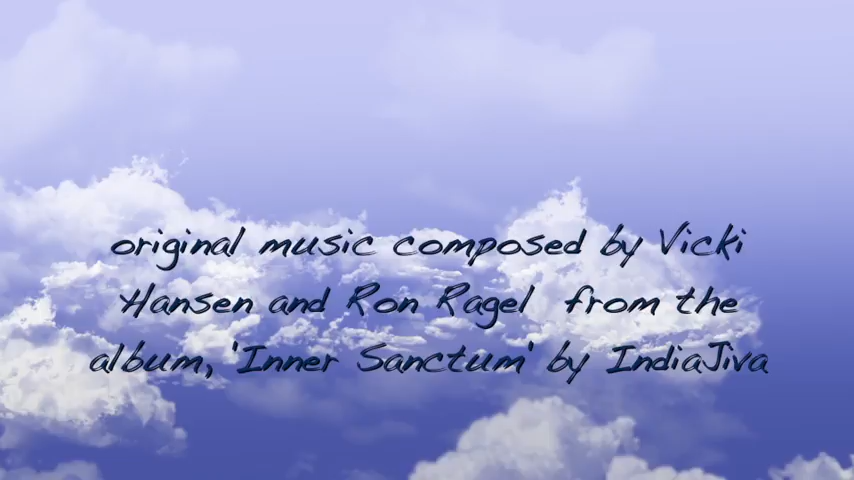 original music composed by Vicki
Hansen and Ron Ragel from the
album, 'Inner Sanctum' by IndiaJiva